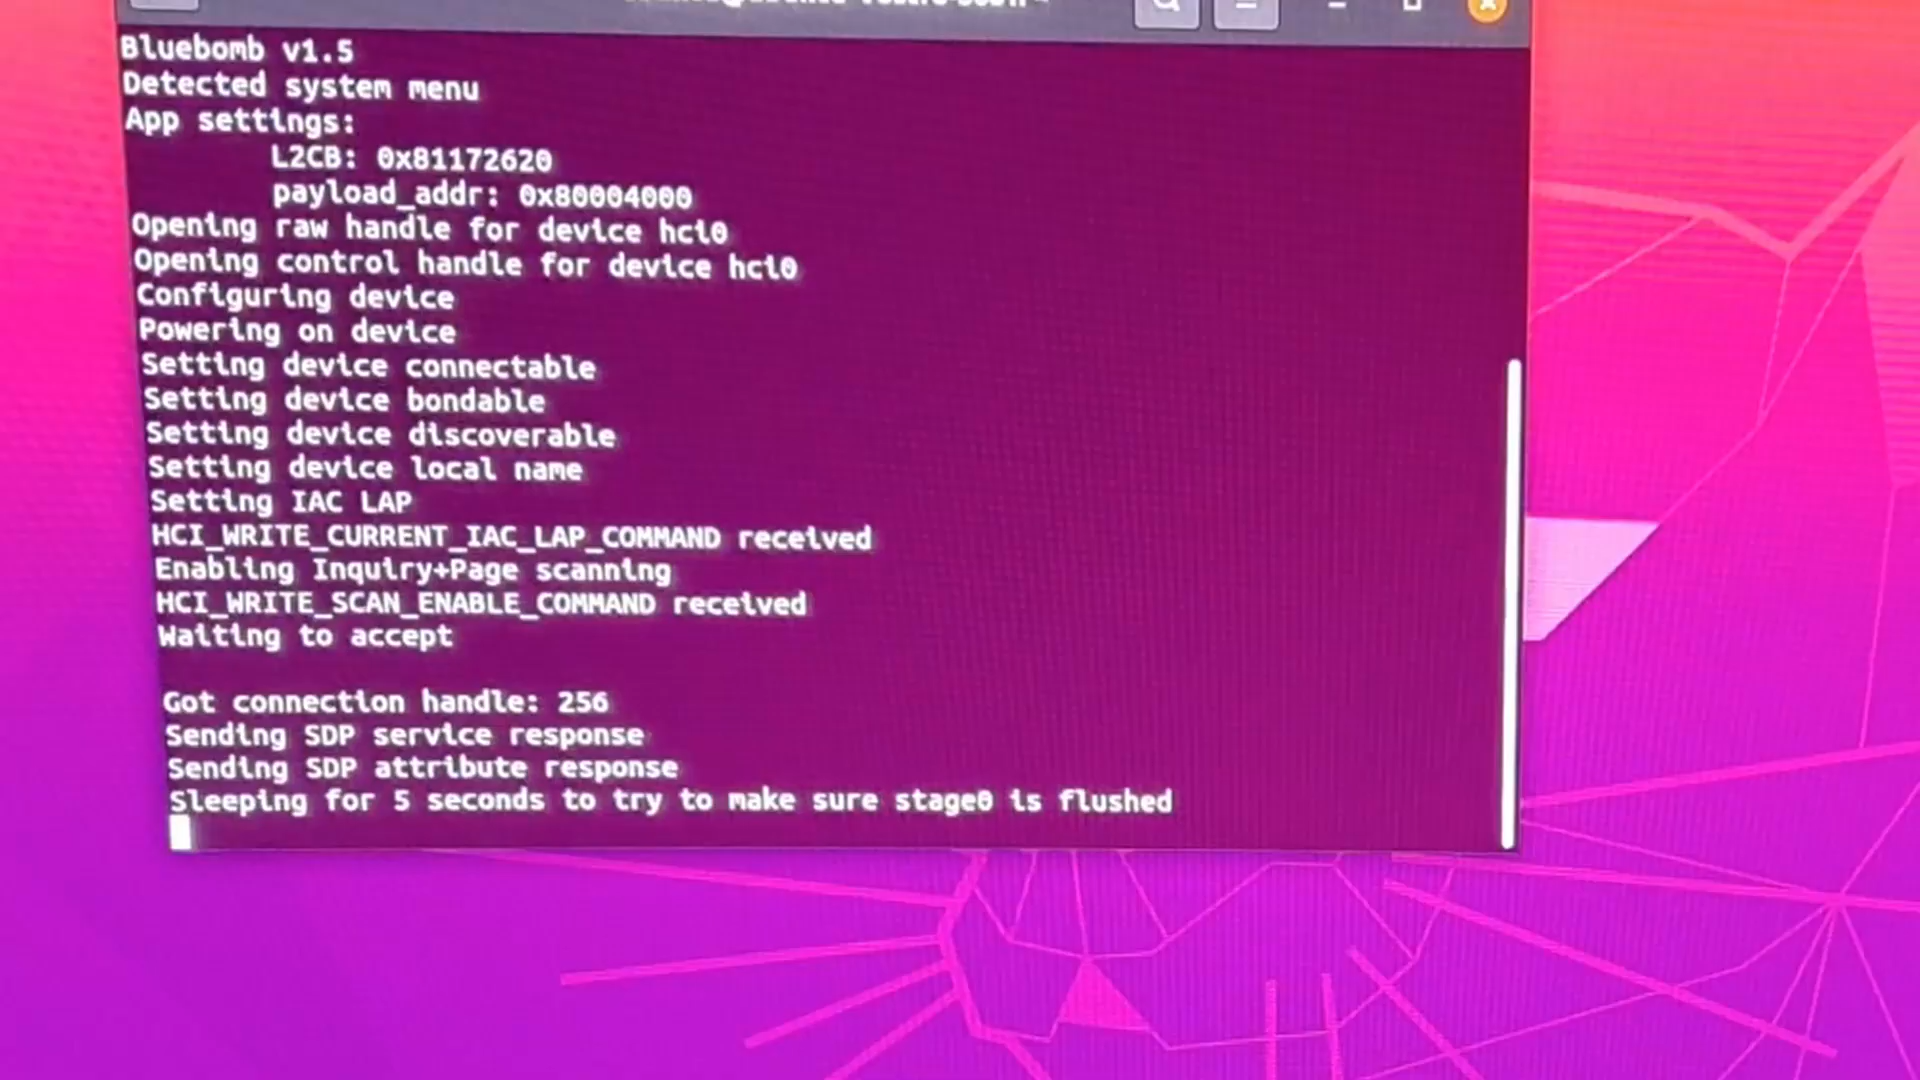 Bluebomb v1.5
Detected system menu
App settings:
L2CB: 0x81172620
payload_addr: 0x80004000
Opening raw handle for device hci0
Opening control handle for device hci0
Configuring device
Powering on device
Setting device connectable
Setting device bondable
Setting device discoverable
Setting device local name
Setting IAC LAP
HCI_WRITE_CURRENT_IAC_LAP_COMMAND received
Enabling Inquiry+Page scanning
HCI_WRITE_SCAN_ENABLE_COMMAND received
Waiting to accept
Got connection handle: 256
Sending SDP service response
Sending SDP attribute response
Sleeping for 5 seconds to try to make sure stage0 is flushed